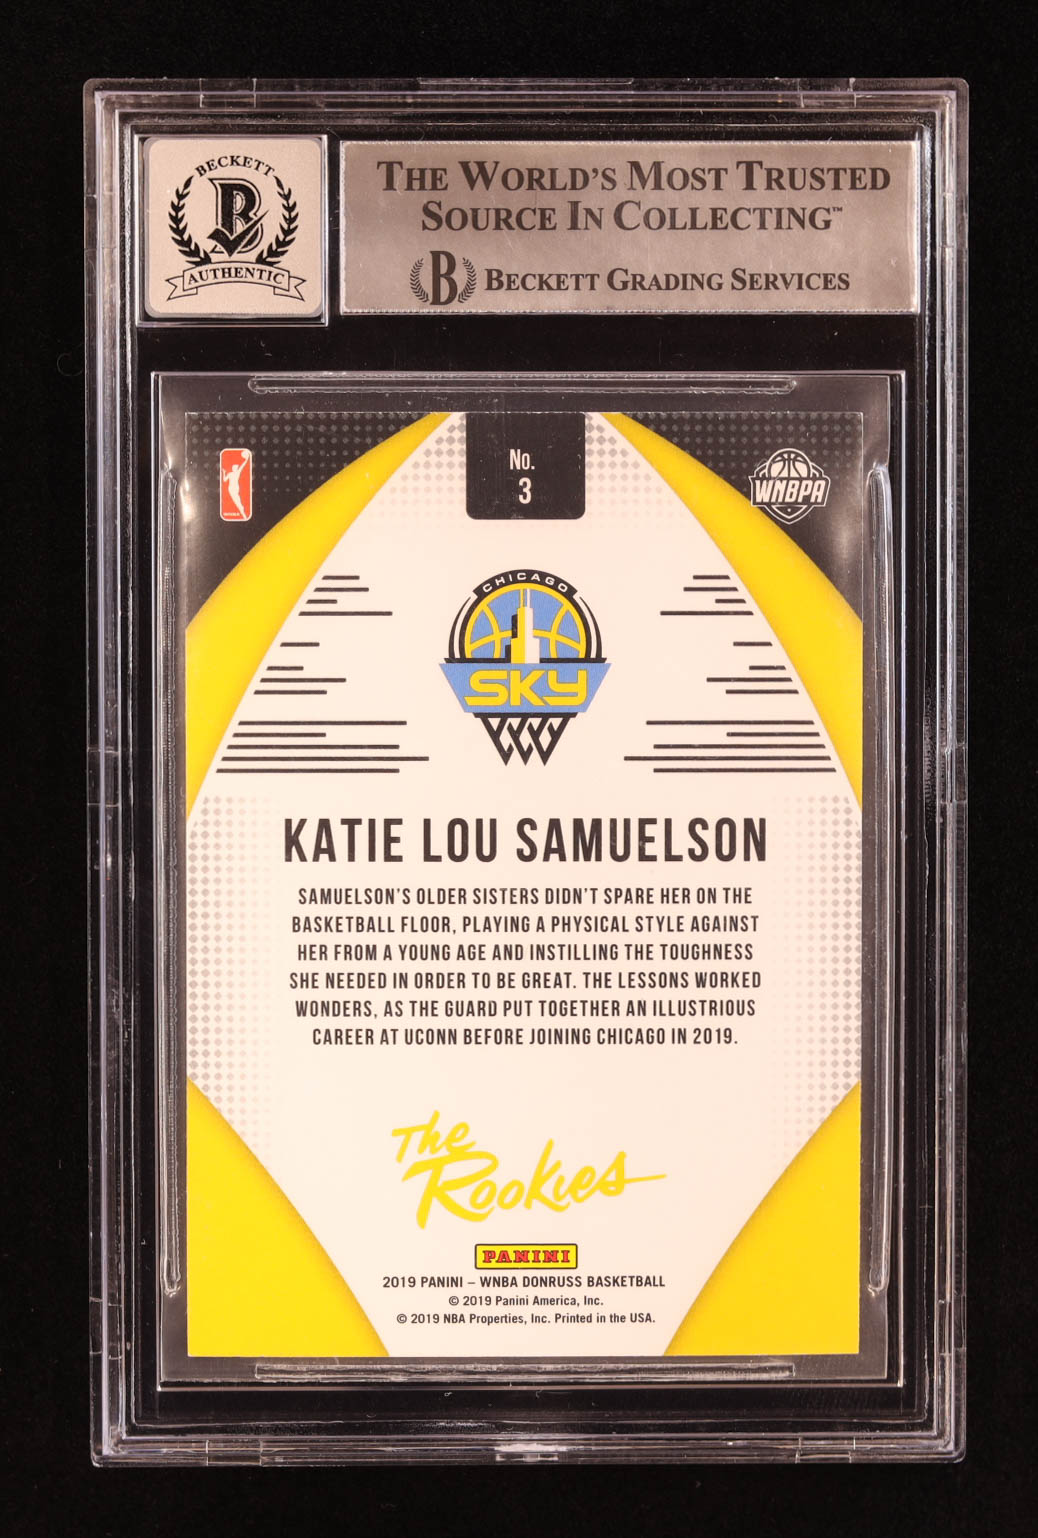 BECKETT
AUTHENTIC
THE WORLD'S MOST TRUSTED
SOURCE IN COLLECTING™
B BECKETT GRADING SERVICES
No.
3
WNBPA
CHICAGO
SKY
KATIE LOU SAMUELSON
SAMUELSON'S OLDER SISTERS DIDN'T SPARE HER ON THE
BASKETBALL FLOOR, PLAYING A PHYSICAL STYLE AGAINST
HER FROM A YOUNG AGE AND INSTILLING THE TOUGHNESS
SHE NEEDED IN ORDER TO BE GREAT. THE LESSONS WORKED
WONDERS, AS THE GUARD PUT TOGETHER AN ILLUSTRIOUS
CAREER AT UCONN BEFORE JOINING CHICAGO IN 2019.
The
Rookies
PANINI
2019 PANINI – WNBA DONRUSS BASKETBALL
© 2019 Panini America, Inc.
© 2019 NBA Properties, Inc. Printed in the USA.